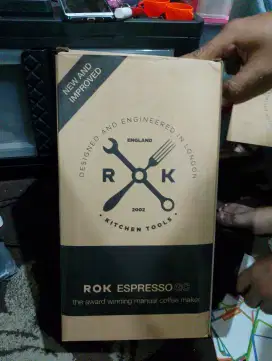 NEW AND
IMPROVED
DESIGNED AND ENGINEERED IN LONDON
ENGLAND
R O K
2002
• KITCHEN TOOLS •
ROK ESPRESSO GC
the award winning manual coffee maker